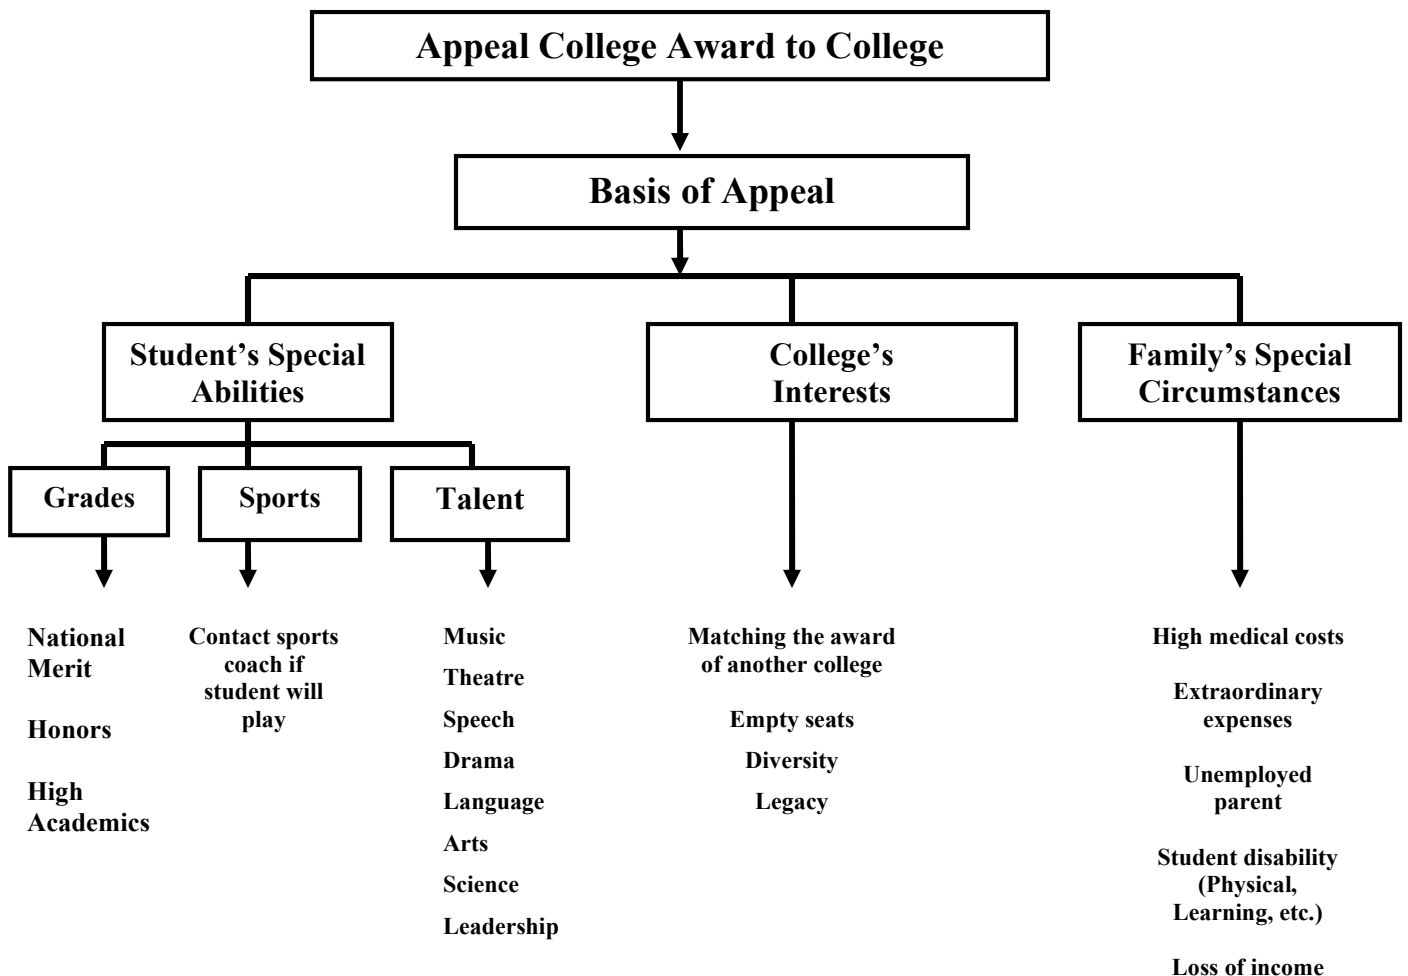 Appeal College Award to College
Basis of Appeal
Student’s Special
Abilities
College’s
Interests
Family’s Special
Circumstances
Grades
Sports
Talent
National
Merit
Honors
High
Academics
Contact sports
coach if
student will
play
Music
Theatre
Speech
Drama
Language
Arts
Science
Leadership
Matching the award
of another college
Empty seats
Diversity
Legacy
High medical costs
Extraordinary
expenses
Unemployed
parent
Student disability
(Physical,
Learning, etc.)
Loss of income